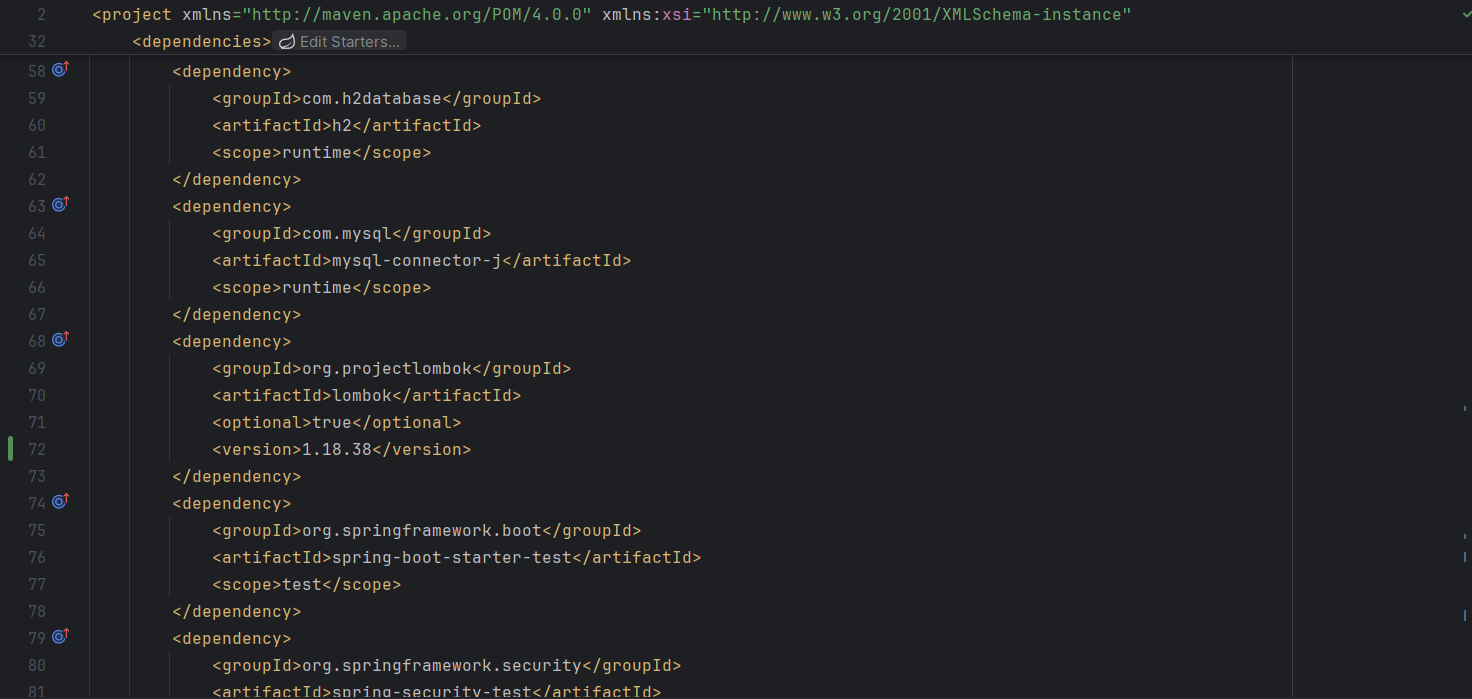 2 <project xmlns="http://maven.apache.org/POM/4.0.0" xmlns:xsi="http://www.w3.org/2001/XMLSchema-instance"
32 <dependencies> Edit Starters...
58 <dependency>
59 <groupId>com.h2database</groupId>
60 <artifactId>h2</artifactId>
61 <scope>runtime</scope>
62 </dependency>
63 <dependency>
64 <groupId>com.mysql</groupId>
65 <artifactId>mysql-connector-j</artifactId>
66 <scope>runtime</scope>
67 </dependency>
68 <dependency>
69 <groupId>org.projectlombok</groupId>
70 <artifactId>lombok</artifactId>
71 <optional>true</optional>
72 <version>1.18.38</version>
73 </dependency>
74 <dependency>
75 <groupId>org.springframework.boot</groupId>
76 <artifactId>spring-boot-starter-test</artifactId>
77 <scope>test</scope>
78 </dependency>
79 <dependency>
80 <groupId>org.springframework.security</groupId>
81 <artifactId>spring-security-test</artifactId>